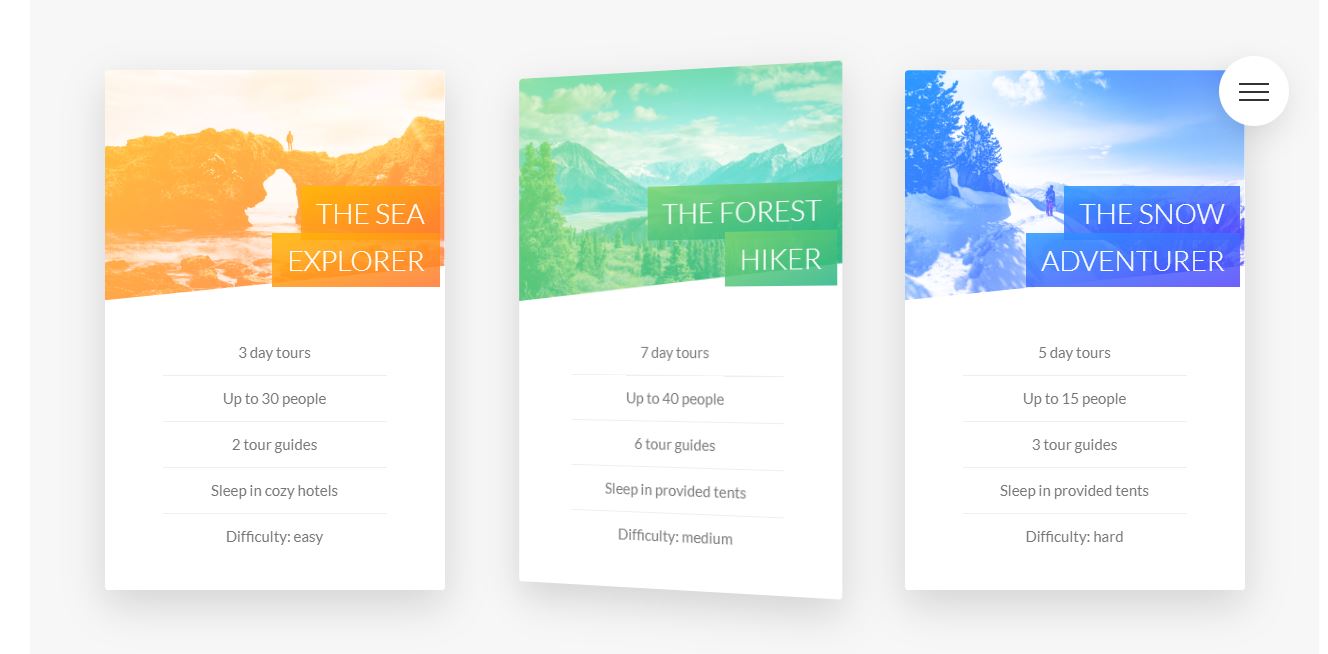 THE SEA
EXPLORER
3 day tours
Up to 30 people
2 tour guides
Sleep in cozy hotels
Difficulty: easy
THE FOREST
HIKER
7 day tours
Up to 40 people
6 tour guides
Sleep in provided tents
Difficulty: medium
THE SNOW
ADVENTURER
5 day tours
Up to 15 people
3 tour guides
Sleep in provided tents
Difficulty: hard